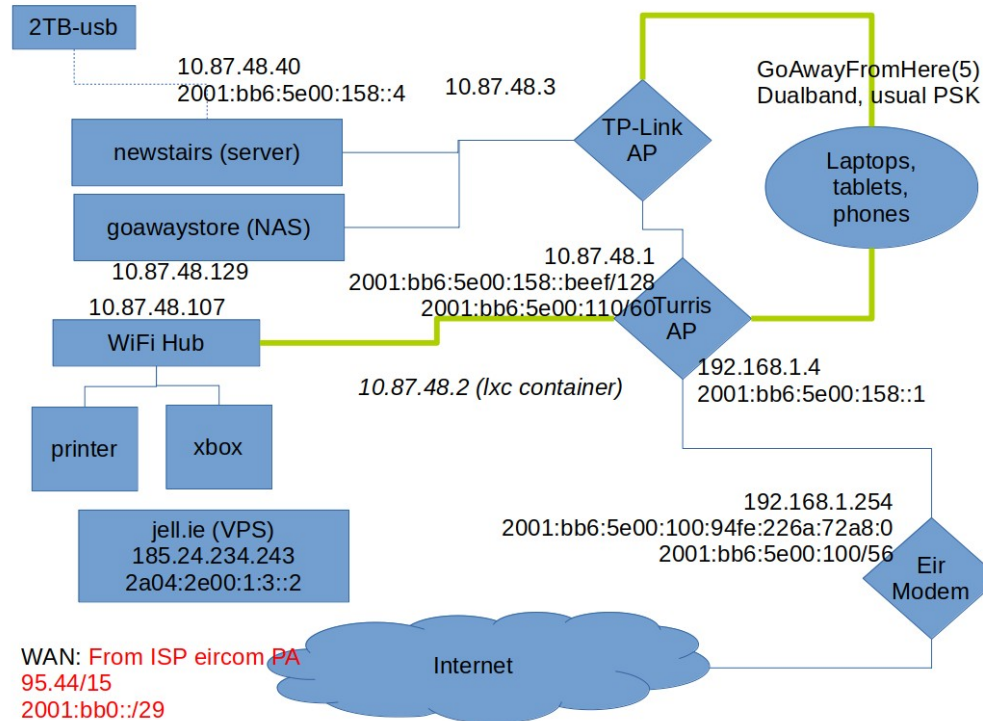 2TB-usb
10.87.48.40
2001:bb6:5e00:158::4
10.87.48.3
GoAwayFromHere(5)
Dualband, usual PSK
newstairs (server)
TP-Link
AP
Laptops,
tablets,
phones
goawaystore (NAS)
10.87.48.129
10.87.48.107
10.87.48.1
2001:bb6:5e00:158::beef/128
2001:bb6:5e00:110/60
Turris
AP
WiFi Hub
10.87.48.2 (lxc container)
192.168.1.4
2001:bb6:5e00:158::1
printer
xbox
192.168.1.254
2001:bb6:5e00:100:94fe:226a:72a8:0
2001:bb6:5e00:100/56
Eir
Modem
jell.ie (VPS)
185.24.234.243
2a04:2e00:1:3::2
Internet
WAN: From ISP eircom PA
95.44/15
2001:bb0::/29